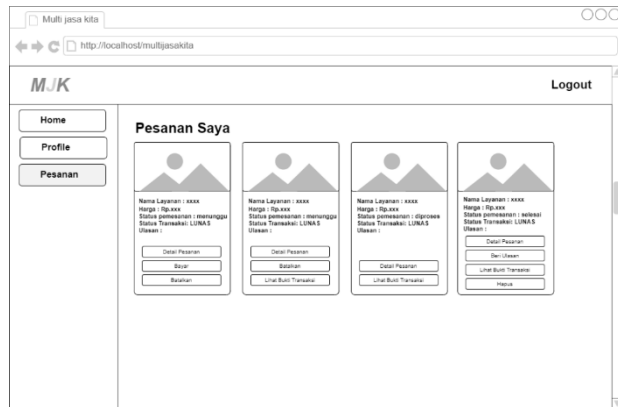 Multi jasa kita
http://localhost/multijasakita
MJK
Logout
Home
Profile
Pesanan
Pesanan Saya
Nama Layanan : xxxx
Harga : Rp.xxx
Status pemesanan : menunggu
Status Transaksi: LUNAS
Ulasan :
Detail Pesanan
Bayar
Batalkan
Nama Layanan : xxxx
Harga : Rp.xxx
Status pemesanan : menunggu
Status Transaksi: LUNAS
Ulasan :
Detail Pesanan
Batalkan
Lihat Bukti Transaksi
Nama Layanan : xxxx
Harga : Rp.xxx
Status pemesanan : diproses
Status Transaksi: LUNAS
Ulasan :
Detail Pesanan
Lihat Bukti Transaksi
Nama Layanan : xxxx
Harga : Rp.xxx
Status pemesanan : selesai
Status Transaksi: LUNAS
Ulasan :
Detail Pesanan
Beri Ulasan
Lihat Bukti Transaksi
Hapus